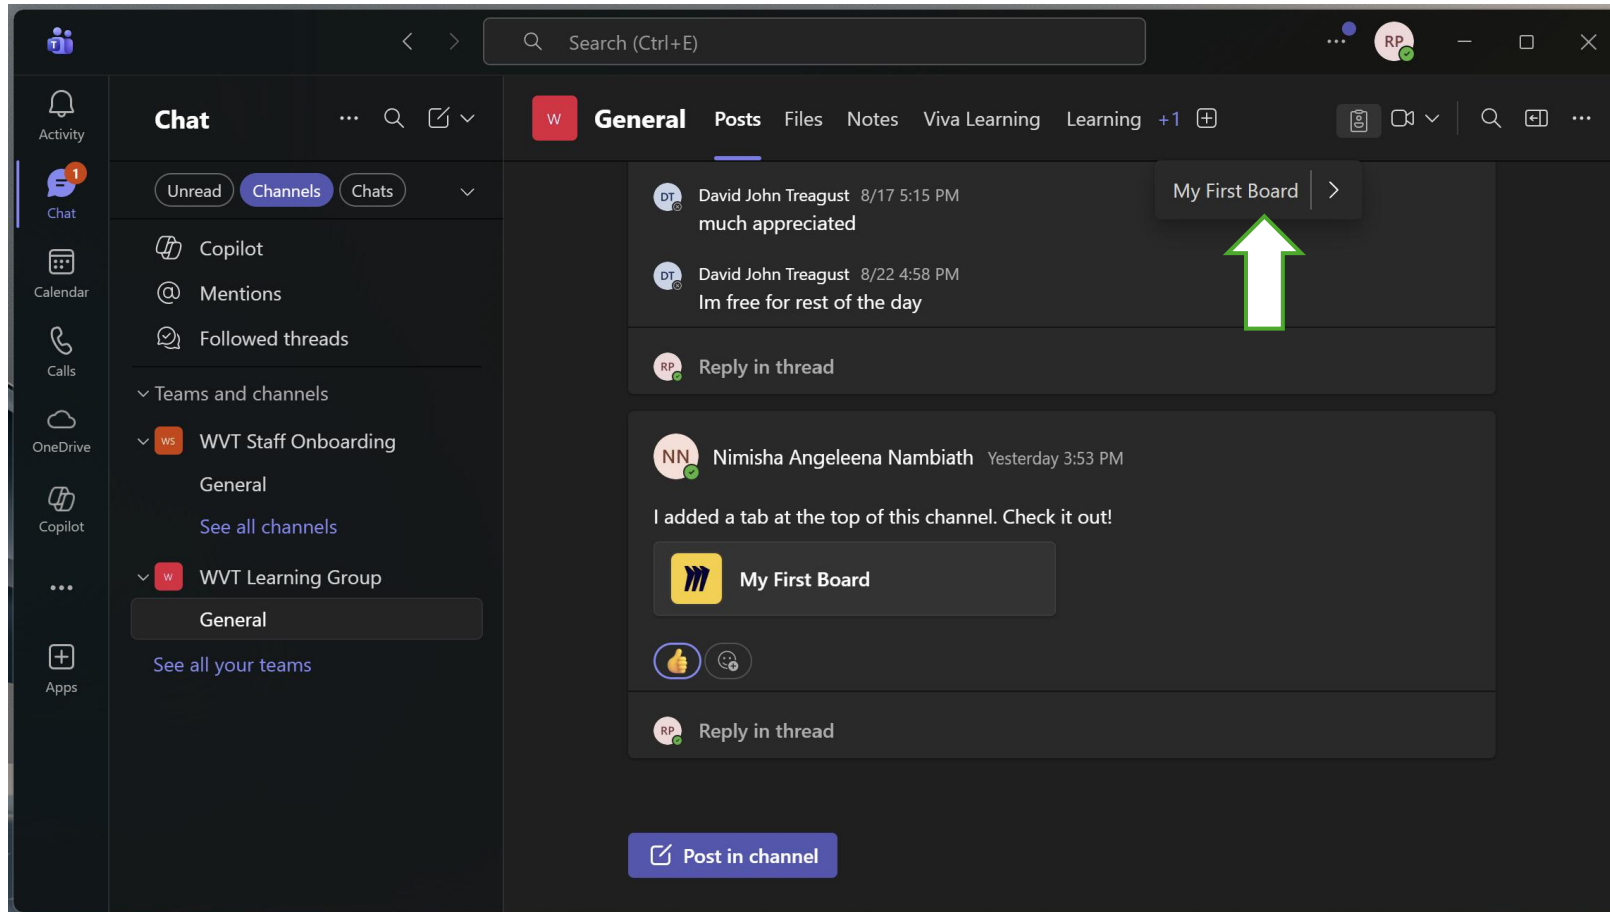 Search (Ctrl+E)
RP
Activity
1
Chat
Calendar
Calls
OneDrive
Copilot
Apps
Chat
Unread Channels Chats
Copilot
Mentions
Followed threads
Teams and channels
WS WVT Staff Onboarding
General
See all channels
W WVT Learning Group
General
See all your teams
W General Posts Files Notes Viva Learning Learning +1
My First Board
DT David John Treagust 8/17 5:15 PM
much appreciated
DT David John Treagust 8/22 4:58 PM
Im free for rest of the day
RP Reply in thread
NN Nimisha Angeleena Nambiath Yesterday 3:53 PM
I added a tab at the top of this channel. Check it out!
My First Board
RP Reply in thread
Post in channel